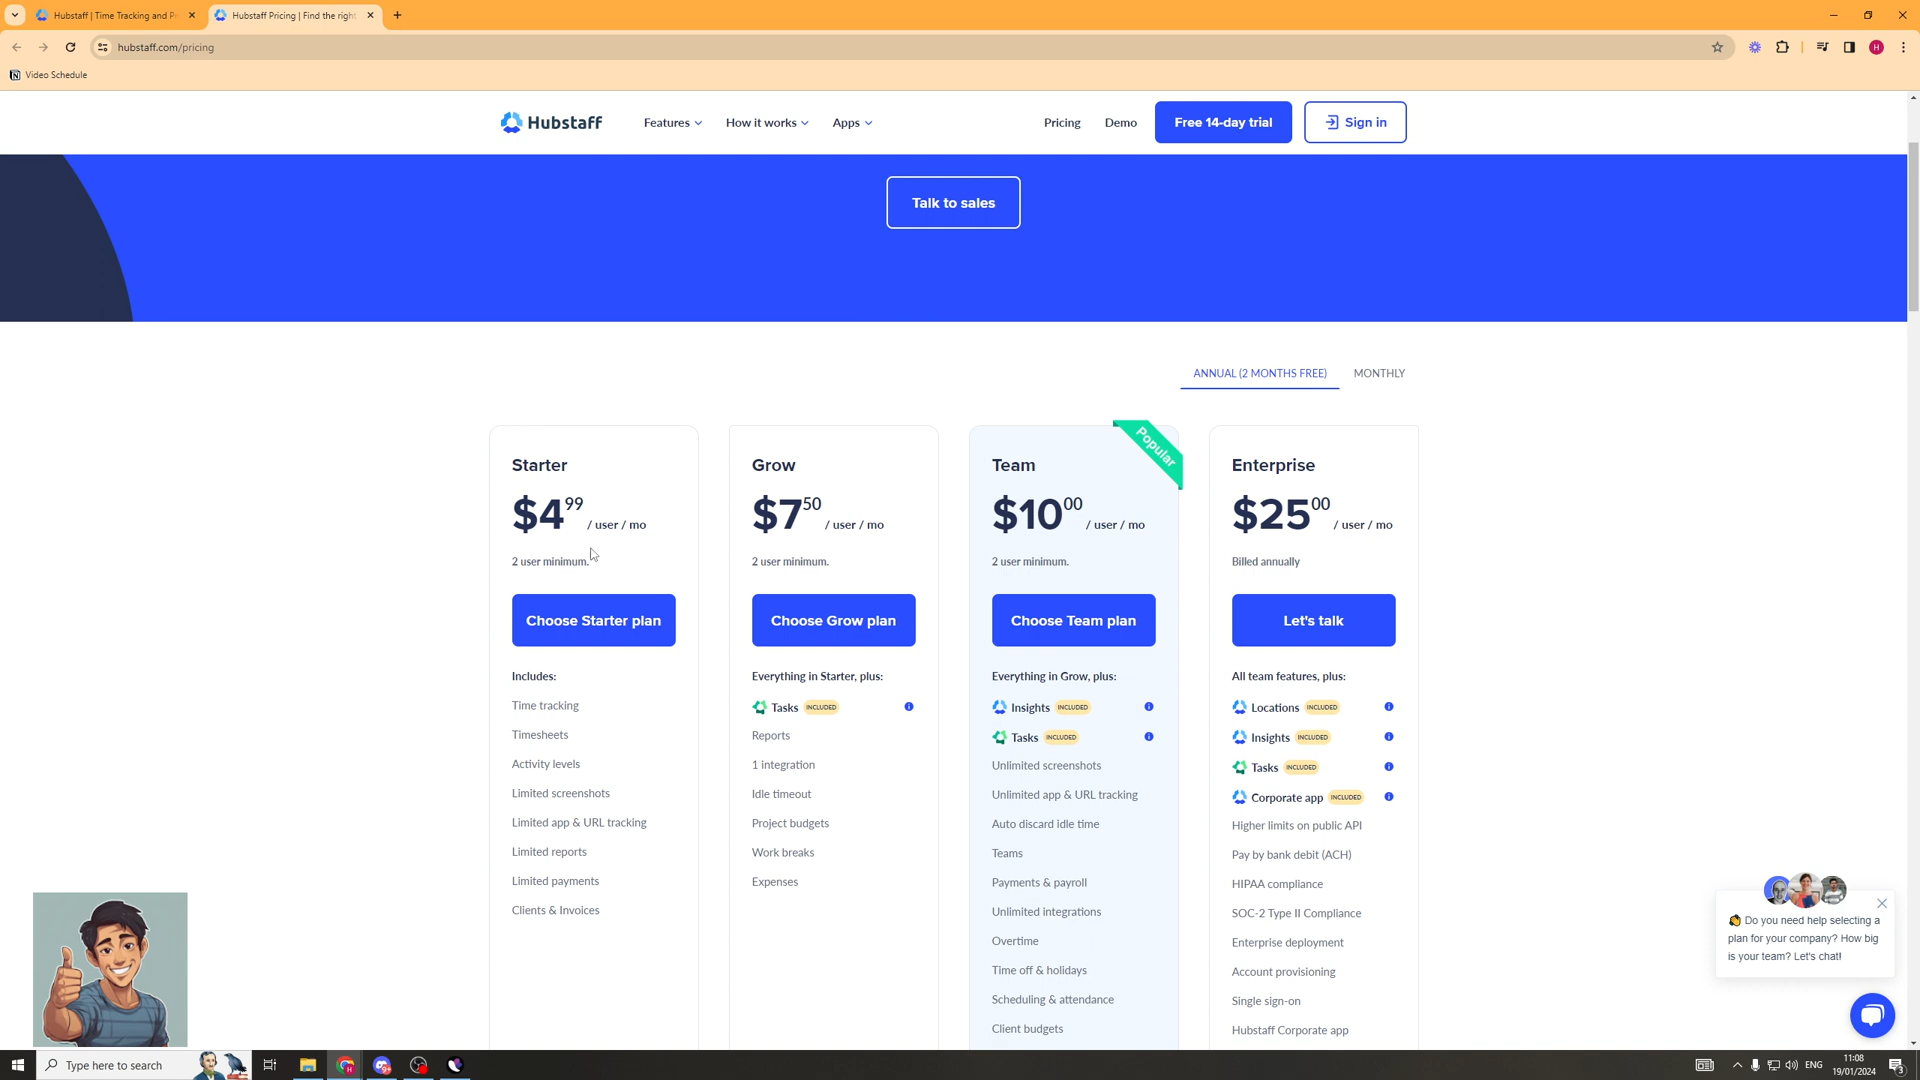 Hubstaff | Time Tracking and P
Hubstaff Pricing | Find the right
hubstaff.com/pricing
H
Video Schedule
Hubstaff
Features
How it works
Apps
Pricing
Demo
Free 14-day trial
Sign in
Talk to sales
ANNUAL (2 MONTHS FREE)
MONTHLY
Starter
$4 99 / user / mo
2 user minimum.
Choose Starter plan
Includes:
Time tracking
Timesheets
Activity levels
Limited screenshots
Limited app & URL tracking
Limited reports
Limited payments
Clients & Invoices
Grow
$7 50 / user / mo
2 user minimum.
Choose Grow plan
Everything in Starter, plus:
Tasks INCLUDED
Reports
1 integration
Idle timeout
Project budgets
Work breaks
Expenses
Popular
Team
$10 00 / user / mo
2 user minimum.
Choose Team plan
Everything in Grow, plus:
Insights INCLUDED
Tasks INCLUDED
Unlimited screenshots
Unlimited app & URL tracking
Auto discard idle time
Teams
Payments & payroll
Unlimited integrations
Overtime
Time off & holidays
Scheduling & attendance
Client budgets
Enterprise
$25 00 / user / mo
Billed annually
Let's talk
All team features, plus:
Locations INCLUDED
Insights INCLUDED
Tasks INCLUDED
Corporate app INCLUDED
Higher limits on public API
Pay by bank debit (ACH)
HIPAA compliance
SOC-2 Type II Compliance
Enterprise deployment
Account provisioning
Single sign-on
Hubstaff Corporate app
Do you need help selecting a
plan for your company? How big
is your team? Let's chat!
Type here to search
ENG
11:08
19/01/2024
3